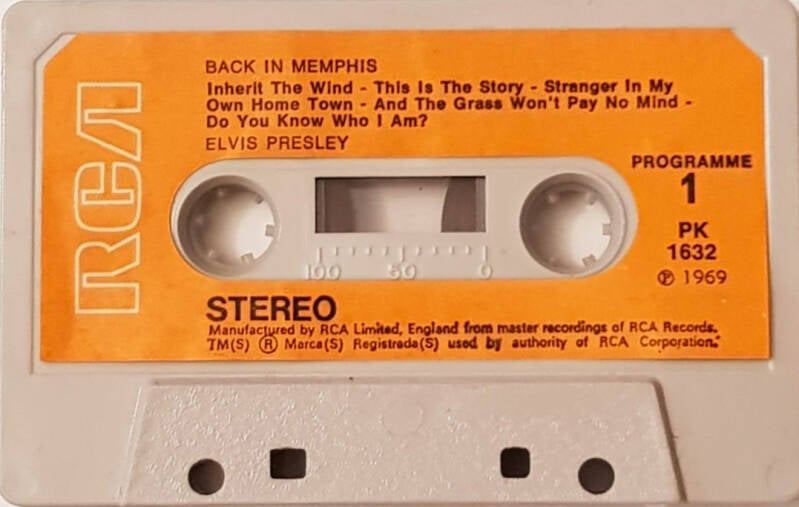 RCA
BACK IN MEMPHIS
Inherit The Wind - This Is The Story - Stranger In My
Own Home Town - And The Grass Won't Pay No Mind -
Do You Know Who I Am?
ELVIS PRESLEY
PROGRAMME
1
PK
1632
℗ 1969
100 50 0
STEREO
Manufactured by RCA Limited, England from master recordings of RCA Records.
TM(S) ® Marca(S) Registrada(S) used by authority of RCA Corporation.